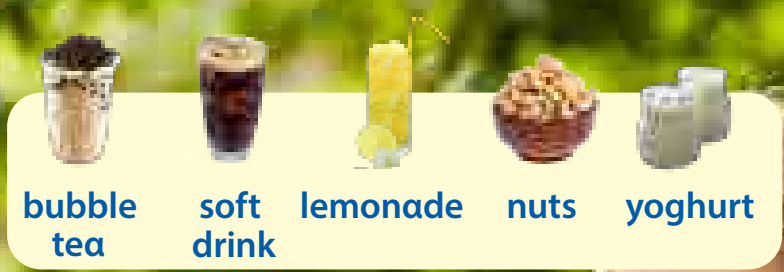 bubble tea
soft drink
lemonade
nuts
yoghurt